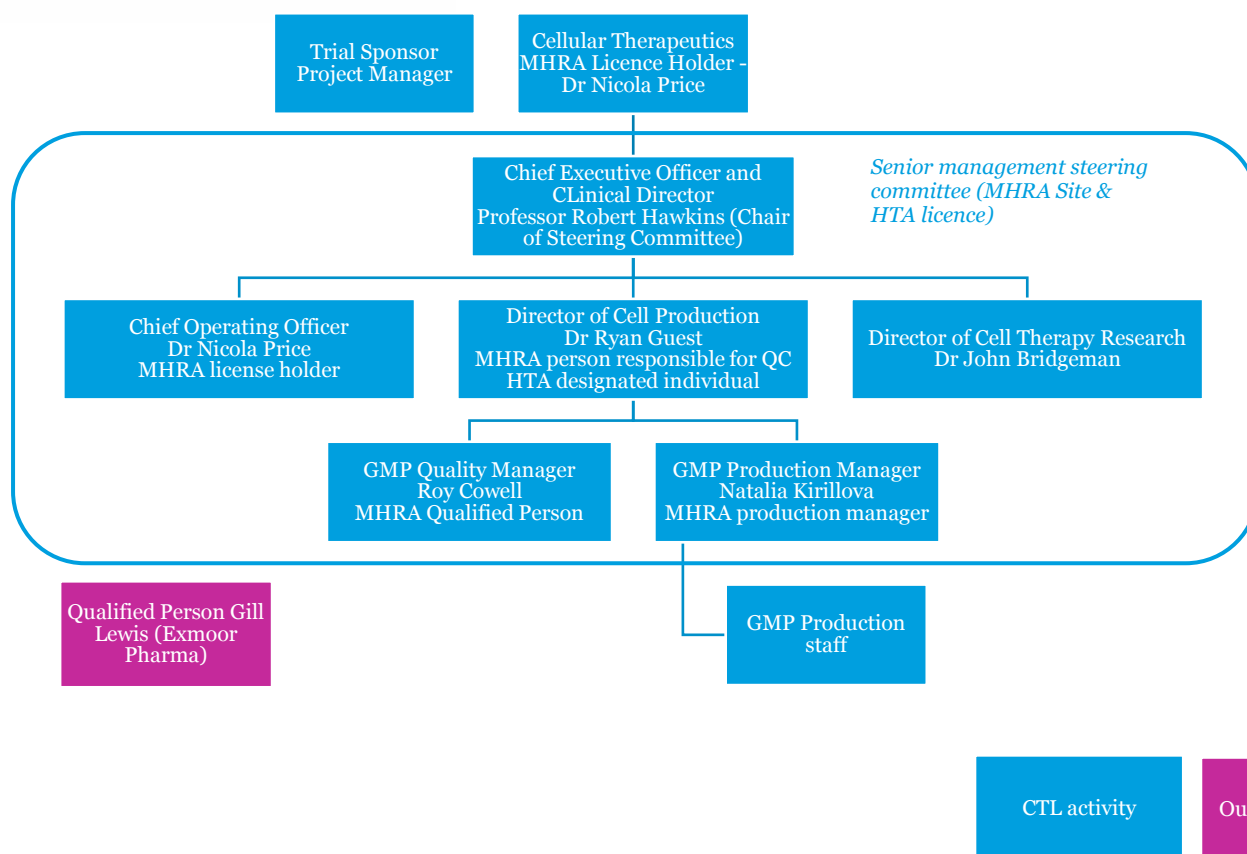 Trial Sponsor
Project Manager
Cellular Therapeutics
MHRA Licence Holder -
Dr Nicola Price
Chief Executive Officer and
CLinical Director
Professor Robert Hawkins (Chair
of Steering Committee)
Senior management steering
committee (MHRA Site &
HTA licence)
Chief Operating Officer
Dr Nicola Price
MHRA license holder
Director of Cell Production
Dr Ryan Guest
MHRA person responsible for QC
HTA designated individual
Director of Cell Therapy Research
Dr John Bridgeman
GMP Quality Manager
Roy Cowell
MHRA Qualified Person
GMP Production Manager
Natalia Kirillova
MHRA production manager
Qualified Person Gill
Lewis (Exmoor
Pharma)
GMP Production
staff
CTL activity